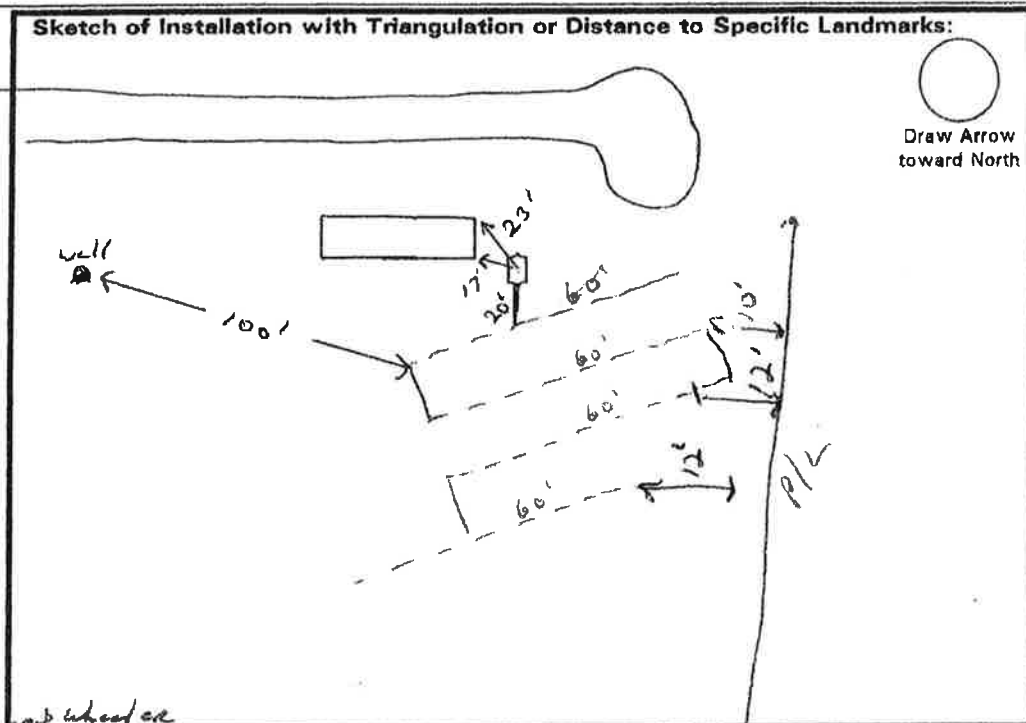 Sketch of Installation with Triangulation or Distance to Specific Landmarks:
Draw Arrow
toward North
well
100'
23'
17'
20'
60'
60'
10'
60'
12'
60'
12'
P/L